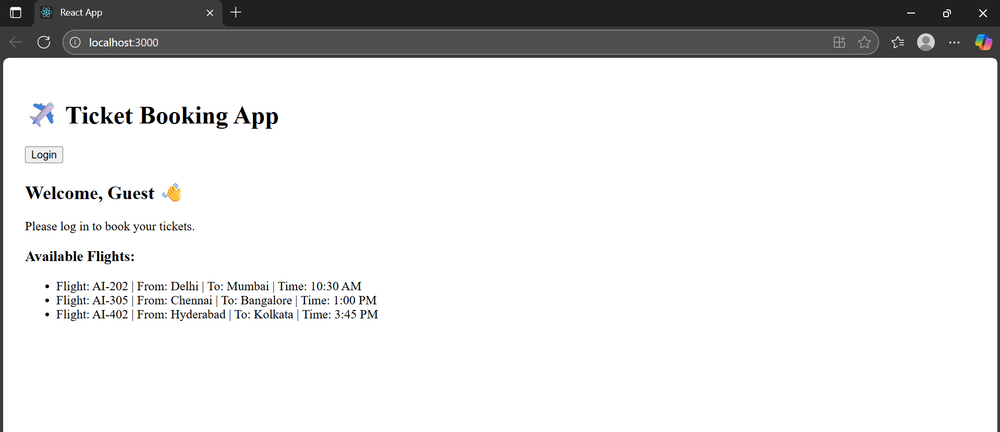 React App
localhost:3000
✈️ Ticket Booking App
Login
Welcome, Guest 👋
Please log in to book your tickets.
Available Flights:
• Flight: AI-202 | From: Delhi | To: Mumbai | Time: 10:30 AM
• Flight: AI-305 | From: Chennai | To: Bangalore | Time: 1:00 PM
• Flight: AI-402 | From: Hyderabad | To: Kolkata | Time: 3:45 PM